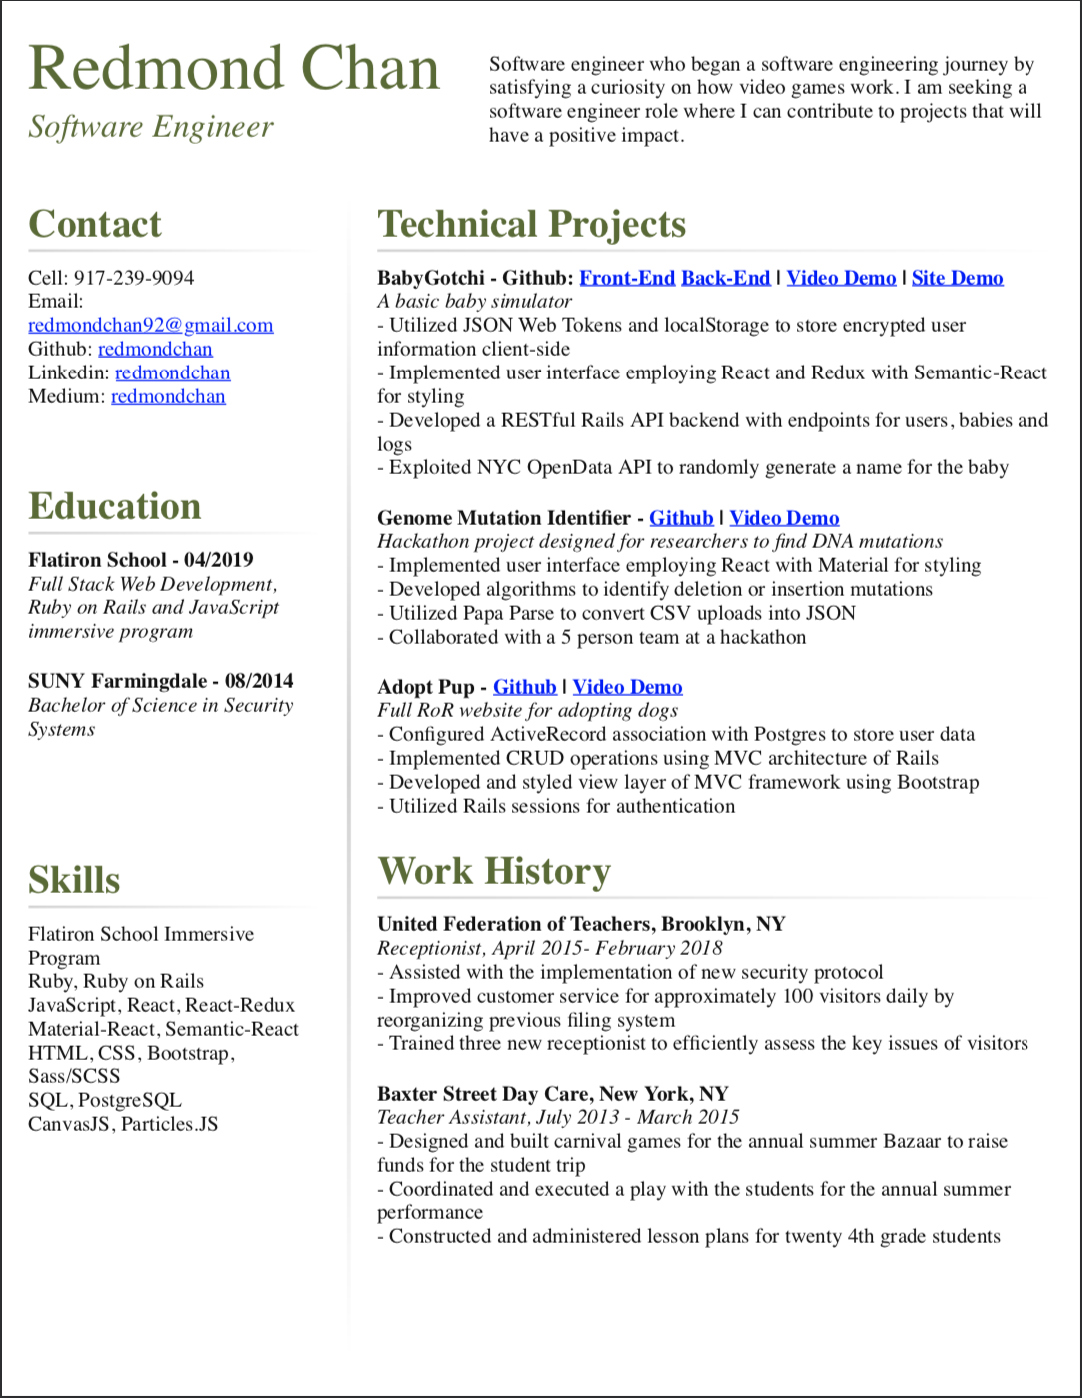 Redmond Chan
Software Engineer
Software engineer who began a software engineering journey by
satisfying a curiosity on how video games work. I am seeking a
software engineer role where I can contribute to projects that will
have a positive impact.
Contact
Cell: 917-239-9094
Email:
redmondchan92@gmail.com
Github: redmondchan
Linkedin: redmondchan
Medium: redmondchan
Education
Flatiron School - 04/2019
Full Stack Web Development,
Ruby on Rails and JavaScript
immersive program
SUNY Farmingdale - 08/2014
Bachelor of Science in Security
Systems
Skills
Flatiron School Immersive
Program
Ruby, Ruby on Rails
JavaScript, React, React-Redux
Material-React, Semantic-React
HTML, CSS, Bootstrap,
Sass/SCSS
SQL, PostgreSQL
CanvasJS, Particles.JS
Technical Projects
BabyGotchi - Github: Front-End Back-End | Video Demo | Site Demo
A basic baby simulator
- Utilized JSON Web Tokens and localStorage to store encrypted user
information client-side
- Implemented user interface employing React and Redux with Semantic-React
for styling
- Developed a RESTful Rails API backend with endpoints for users, babies and
logs
- Exploited NYC OpenData API to randomly generate a name for the baby
Genome Mutation Identifier - Github | Video Demo
Hackathon project designed for researchers to find DNA mutations
- Implemented user interface employing React with Material for styling
- Developed algorithms to identify deletion or insertion mutations
- Utilized Papa Parse to convert CSV uploads into JSON
- Collaborated with a 5 person team at a hackathon
Adopt Pup - Github | Video Demo
Full RoR website for adopting dogs
- Configured ActiveRecord association with Postgres to store user data
- Implemented CRUD operations using MVC architecture of Rails
- Developed and styled view layer of MVC framework using Bootstrap
- Utilized Rails sessions for authentication
Work History
United Federation of Teachers, Brooklyn, NY
Receptionist, April 2015- February 2018
- Assisted with the implementation of new security protocol
- Improved customer service for approximately 100 visitors daily by
reorganizing previous filing system
- Trained three new receptionist to efficiently assess the key issues of visitors
Baxter Street Day Care, New York, NY
Teacher Assistant, July 2013 - March 2015
- Designed and built carnival games for the annual summer Bazaar to raise
funds for the student trip
- Coordinated and executed a play with the students for the annual summer
performance
- Constructed and administered lesson plans for twenty 4th grade students